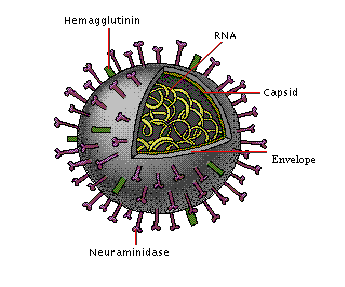 Hemagglutinin
RNA
Capsid
Envelope
Neuraminidase